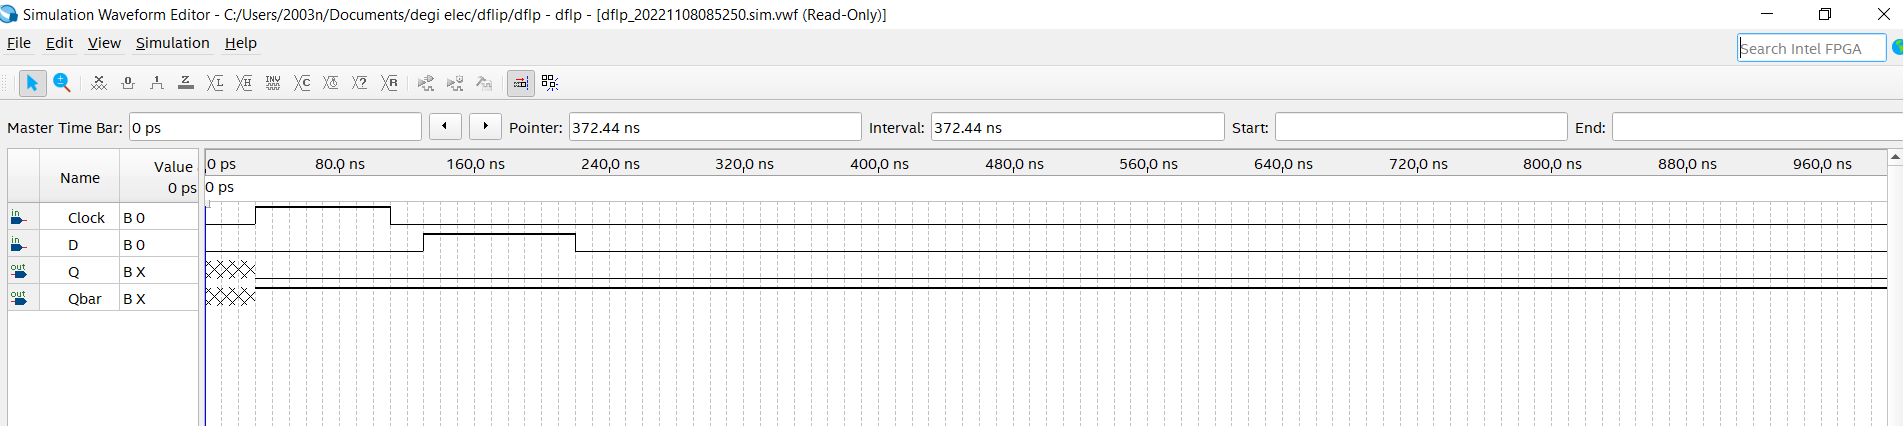 Simulation Waveform Editor - C:/Users/2003n/Documents/degi elec/dflip/dflp - dflp - [dflp_20221108085250.sim.vwf (Read-Only)]
File Edit View Simulation Help
Search Intel FPGA
Master Time Bar: 0 ps Pointer: 372.44 ns Interval: 372.44 ns Start: End:
Name Value 0 ps
0 ps 80.0 ns 160.0 ns 240.0 ns 320.0 ns 400.0 ns 480.0 ns 560.0 ns 640.0 ns 720.0 ns 800.0 ns 880.0 ns 960.0 ns
0 ps
in Clock B 0
in D B 0
out Q B X
out Qbar B X